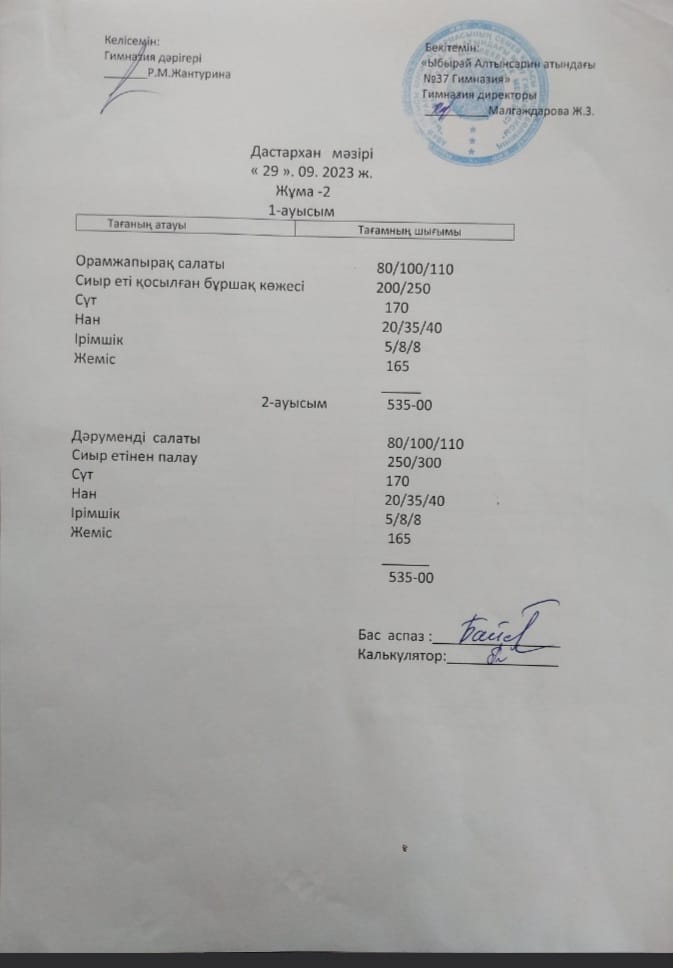 Келісемін:
Гимназия дәрігері
______Р.М.Жантурина
Бекітемін:
«Ыбырай Алтынсарин атындағы
№37 Гимназия»
Гимназия директоры
_________Малгаждарова Ж.З.
Дастархан мәзірі
« 29 ». 09. 2023 ж.
Жұма -2
1-ауысым
Тағаның атауы Тағамның шығымы
Орамжапырақ салаты 80/100/110
Сиыр еті қосылған бұршақ көжесі 200/250
Сүт 170
Нан 20/35/40
Ірімшік 5/8/8
Жеміс 165
2-ауысым 535-00
Дәруменді салаты 80/100/110
Сиыр етінен палау 250/300
Сүт 170
Нан 20/35/40
Ірімшік 5/8/8
Жеміс 165
535-00
Бас аспаз :
Калькулятор: